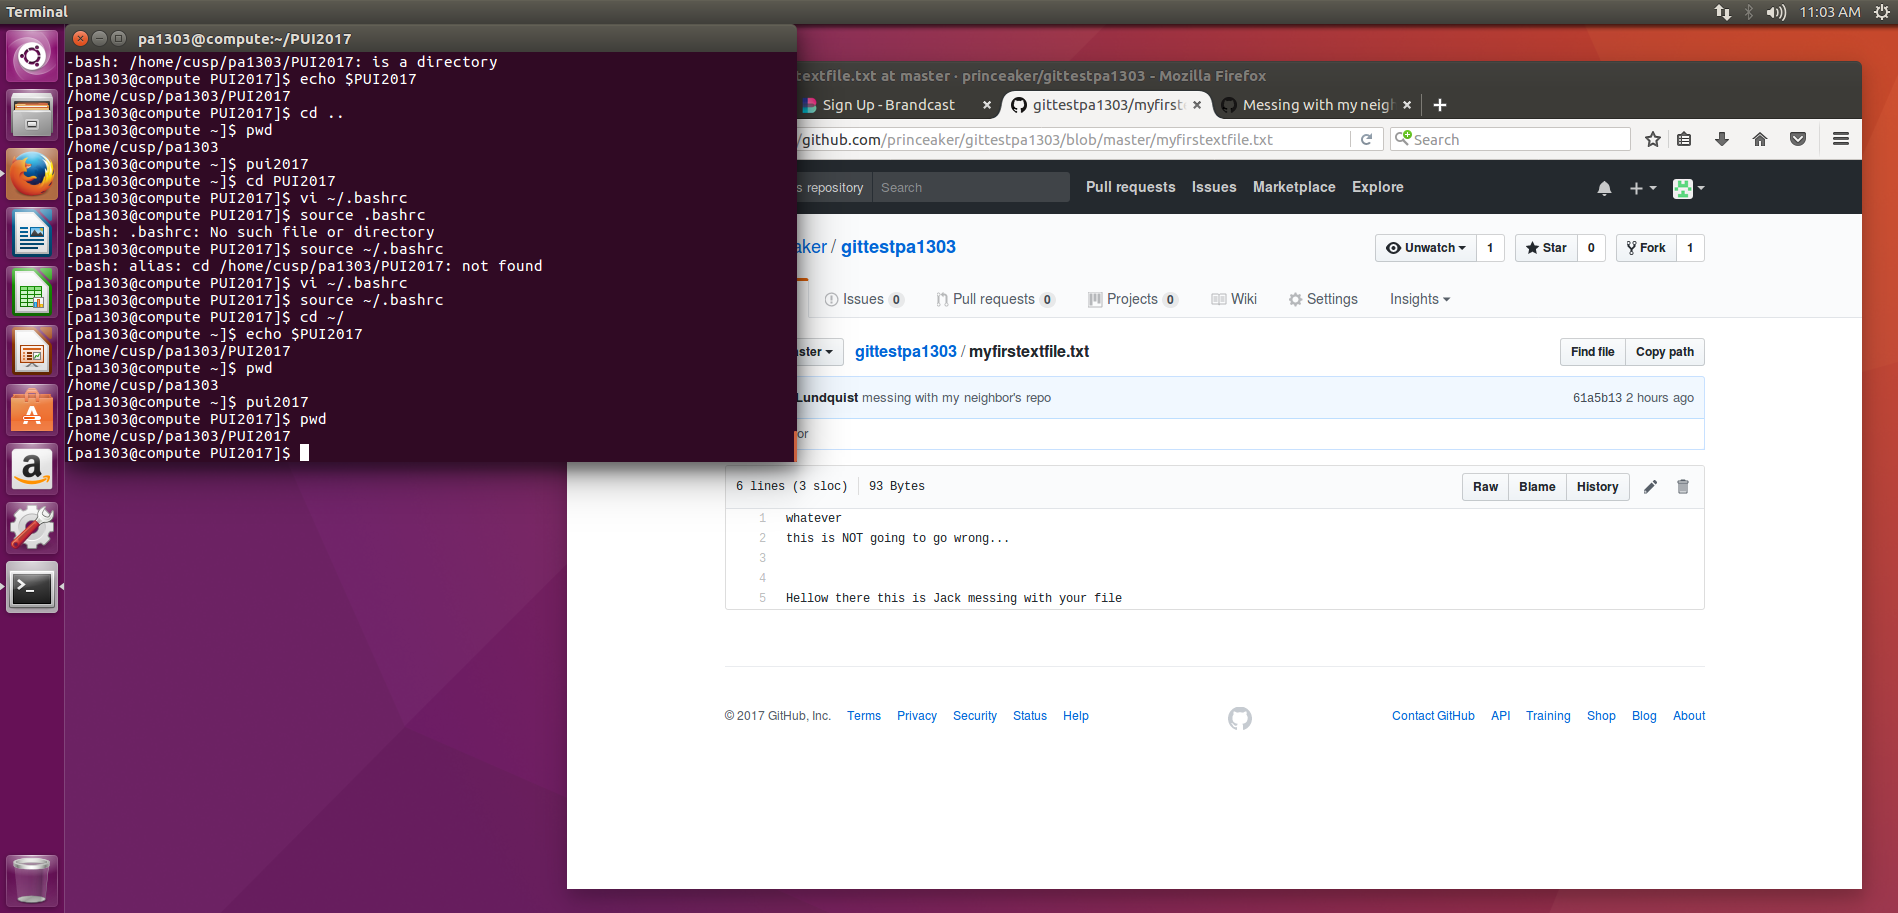 Terminal
11:03 AM
pa1303@compute:~/PUI2017
-bash: /home/cusp/pa1303/PUI2017: is a directory
[pa1303@compute PUI2017]$ echo $PUI2017
/home/cusp/pa1303/PUI2017
[pa1303@compute PUI2017]$ cd ..
[pa1303@compute ~]$ pwd
/home/cusp/pa1303
[pa1303@compute ~]$ pui2017
[pa1303@compute ~]$ cd PUI2017
[pa1303@compute PUI2017]$ vi ~/.bashrc
[pa1303@compute PUI2017]$ source .bashrc
-bash: .bashrc: No such file or directory
[pa1303@compute PUI2017]$ source ~/.bashrc
-bash: alias: cd /home/cusp/pa1303/PUI2017: not found
[pa1303@compute PUI2017]$ vi ~/.bashrc
[pa1303@compute PUI2017]$ source ~/.bashrc
[pa1303@compute PUI2017]$ cd ~/
[pa1303@compute ~]$ echo $PUI2017
/home/cusp/pa1303/PUI2017
[pa1303@compute ~]$ pwd
/home/cusp/pa1303
[pa1303@compute ~]$ pui2017
[pa1303@compute PUI2017]$ pwd
/home/cusp/pa1303/PUI2017
[pa1303@compute PUI2017]$
textfile.txt at master · princeaker/gittestpa1303 - Mozilla Firefox
Sign Up - Brandcast
gittestpa1303/myfirst
Messing with my neigh
/github.com/princeaker/gittestpa1303/blob/master/myfirstextfile.txt
Search
s repository
Search
Pull requests Issues Marketplace Explore
aker / gittestpa1303
Unwatch 1 Star 0 Fork 1
Issues 0 Pull requests 0 Projects 0 Wiki Settings Insights
ster gittestpa1303 / myfirstextfile.txt
Find file Copy path
Lundquist messing with my neighbor's repo
61a5b13 2 hours ago
or
6 lines (3 sloc) 93 Bytes
Raw Blame History
1 whatever
2 this is NOT going to go wrong...
3
4
5 Hellow there this is Jack messing with your file
© 2017 GitHub, Inc. Terms Privacy Security Status Help
Contact GitHub API Training Shop Blog About